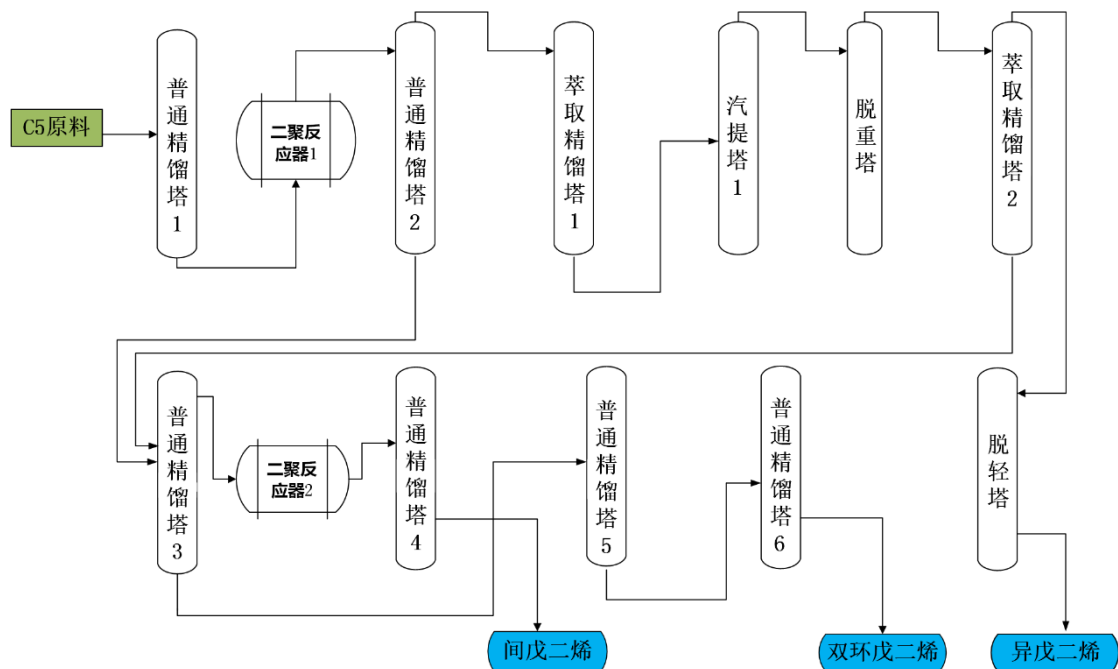 C5原料
普通精馏塔1
二聚反
应器1
普通精馏塔2
萃取精馏塔1
汽提塔1
脱重塔
萃取精馏塔2
普通精馏塔3
二聚反
应器2
普通精馏塔4
普通精馏塔5
普通精馏塔6
脱轻塔
间戊二烯
双环戊二烯
异戊二烯